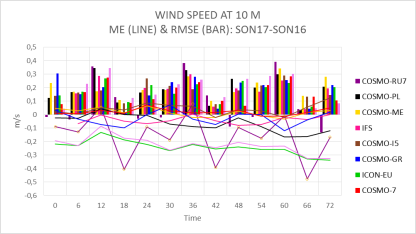 WIND SPEED AT 10 M
ME (LINE) & RMSE (BAR): SON17-SON16
0,5
0,4
0,3
0,2
0,1
0
-0,1
-0,2
-0,3
-0,4
-0,5
-0,6
m/s
0 6 12 18 24 30 36 42 48 54 60 66 72
Time
COSMO-RU7
COSMO-PL
COSMO-ME
IFS
COSMO-I5
COSMO-GR
ICON-EU
COSMO-7